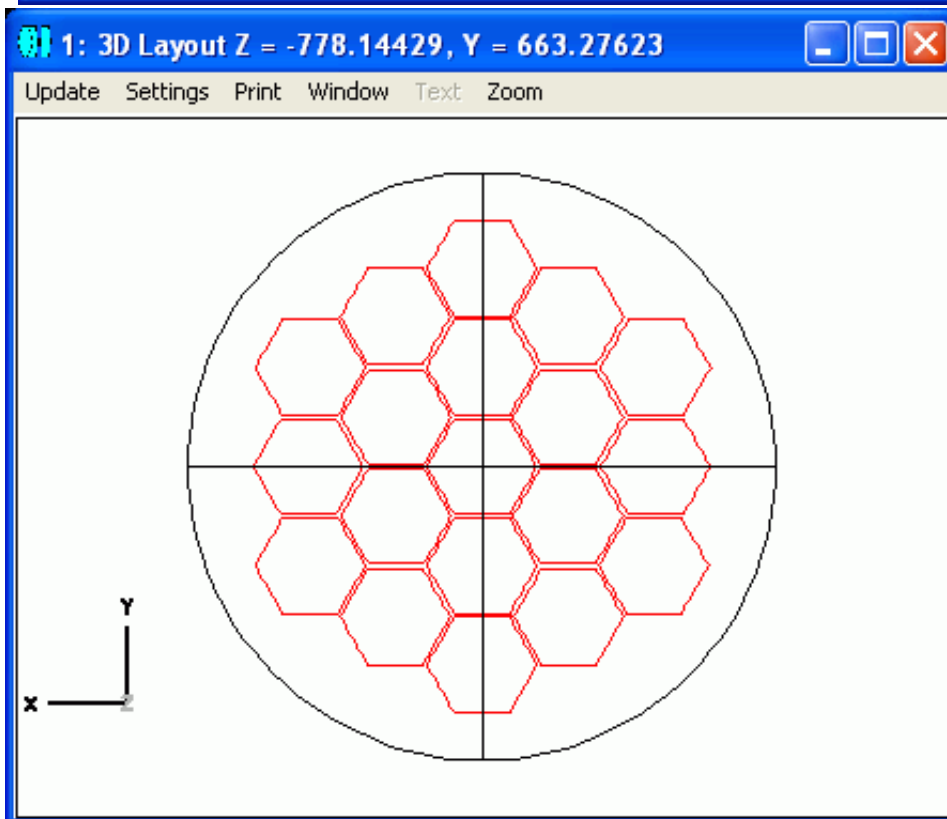 1: 3D Layout Z = -778.14429, Y = 663.27623
Update Settings Print Window Text Zoom
Y
X Z